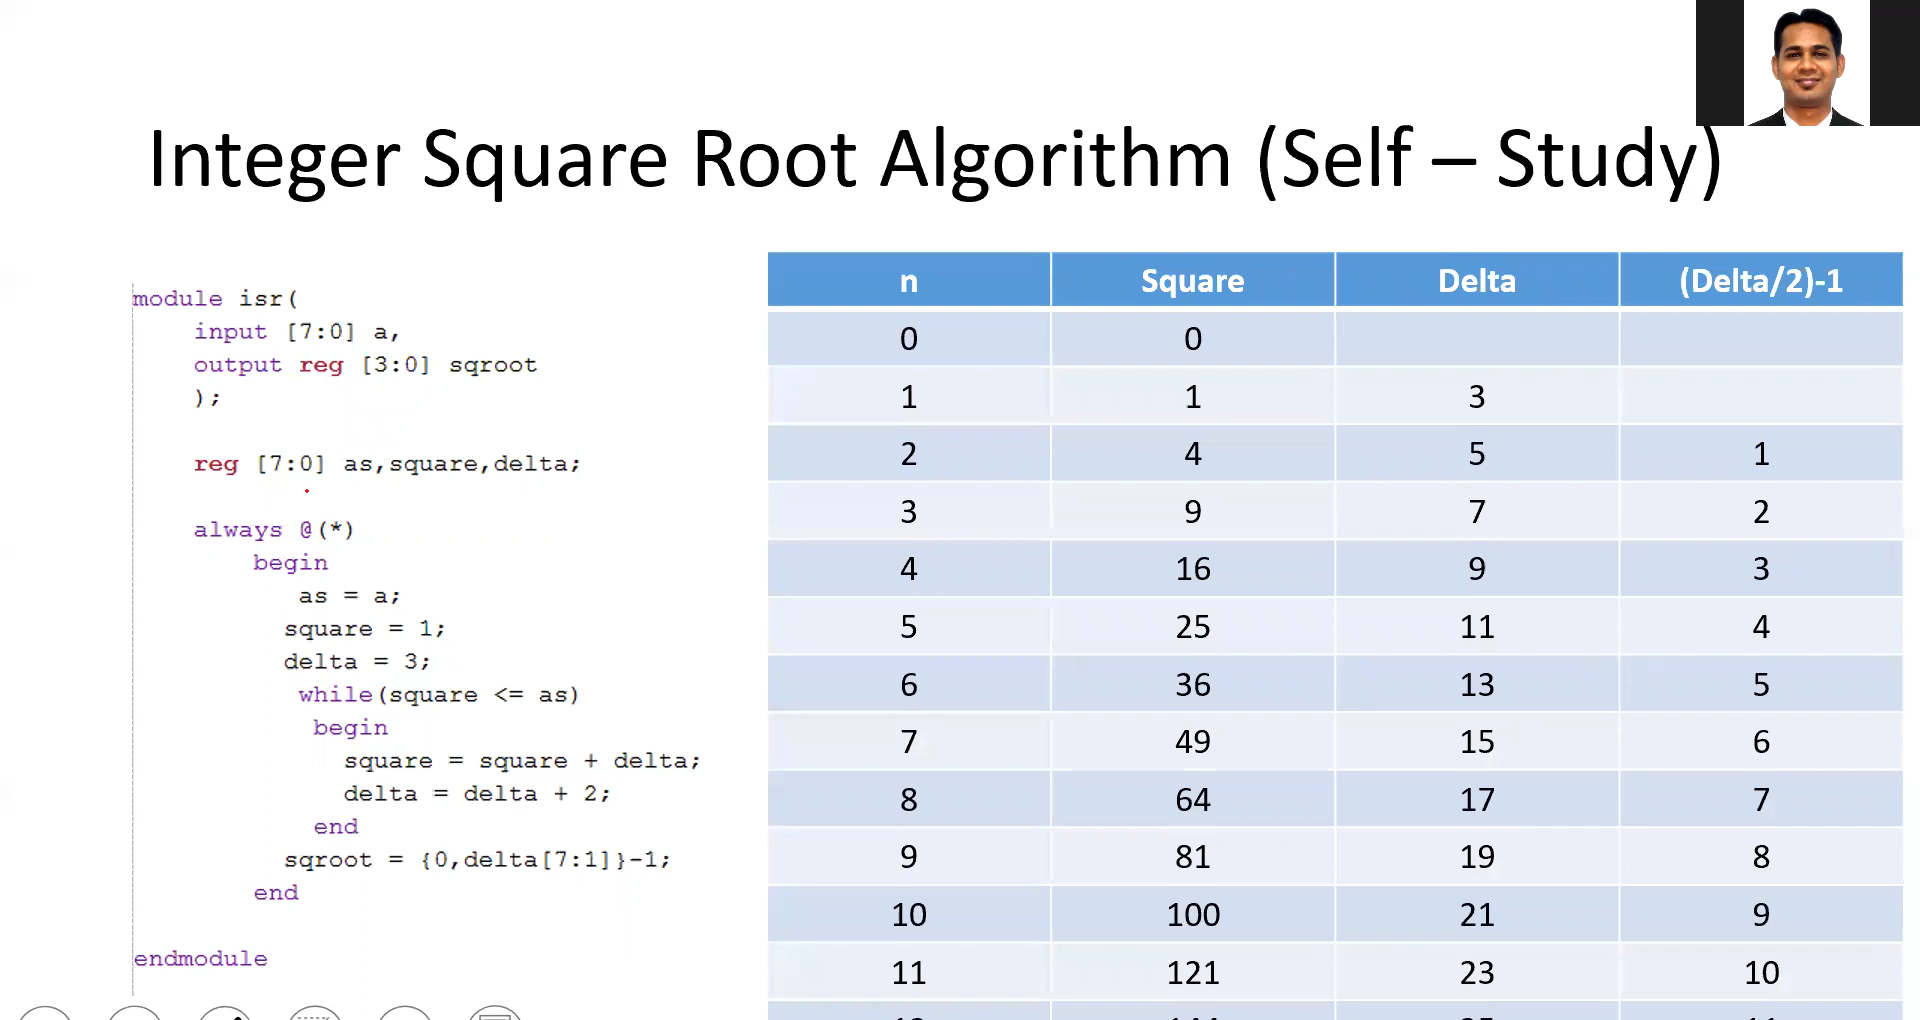 Integer Square Root Algorithm (Self – Study)
module isr(
input [7:0] a,
output reg [3:0] sqroot
);
reg [7:0] as,square,delta;
always @(*)
begin
as = a;
square = 1;
delta = 3;
while(square <= as)
begin
square = square + delta;
delta = delta + 2;
end
sqroot = {0,delta[7:1]}-1;
end
endmodule
n Square Delta (Delta/2)-1
0 0
1 1 3
2 4 5 1
3 9 7 2
4 16 9 3
5 25 11 4
6 36 13 5
7 49 15 6
8 64 17 7
9 81 19 8
10 100 21 9
11 121 23 10